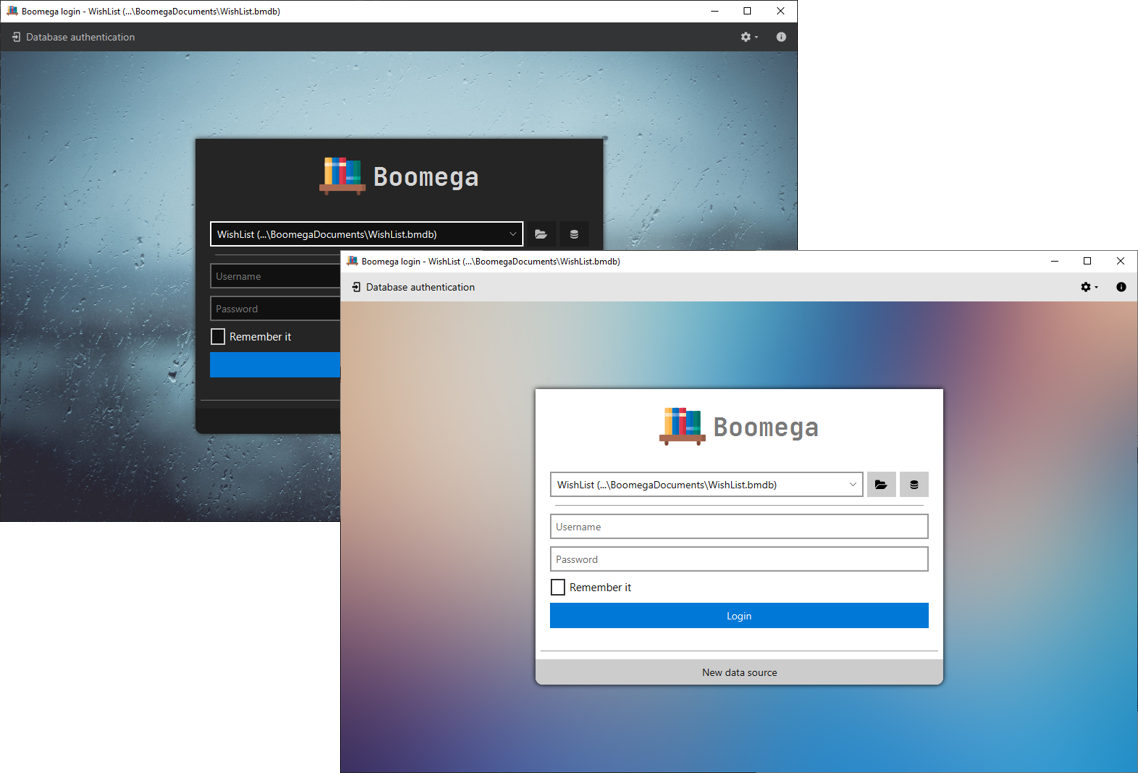 Boomega login - WishList (...\BoomegaDocuments\WishList.bmdb)
Database authentication
Boomega
WishList (...\BoomegaDocuments\WishList.bmdb)
Username
Password
Remember it
Boomega login - WishList (...\BoomegaDocuments\WishList.bmdb)
Database authentication
Boomega
WishList (...\BoomegaDocuments\WishList.bmdb)
Username
Password
Remember it
Login
New data source